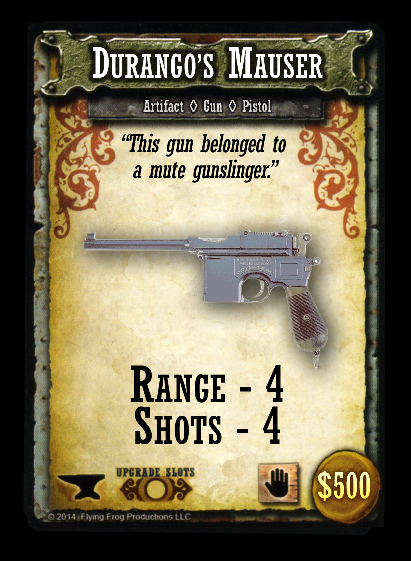 DURANGO'S MAUSER
Artifact ◊ Gun ◊ Pistol
“This gun belonged to
a mute gunslinger.”
RANGE - 4
SHOTS - 4
UPGRADE SLOTS
$500
© 2014 Flying Frog Productions LLC